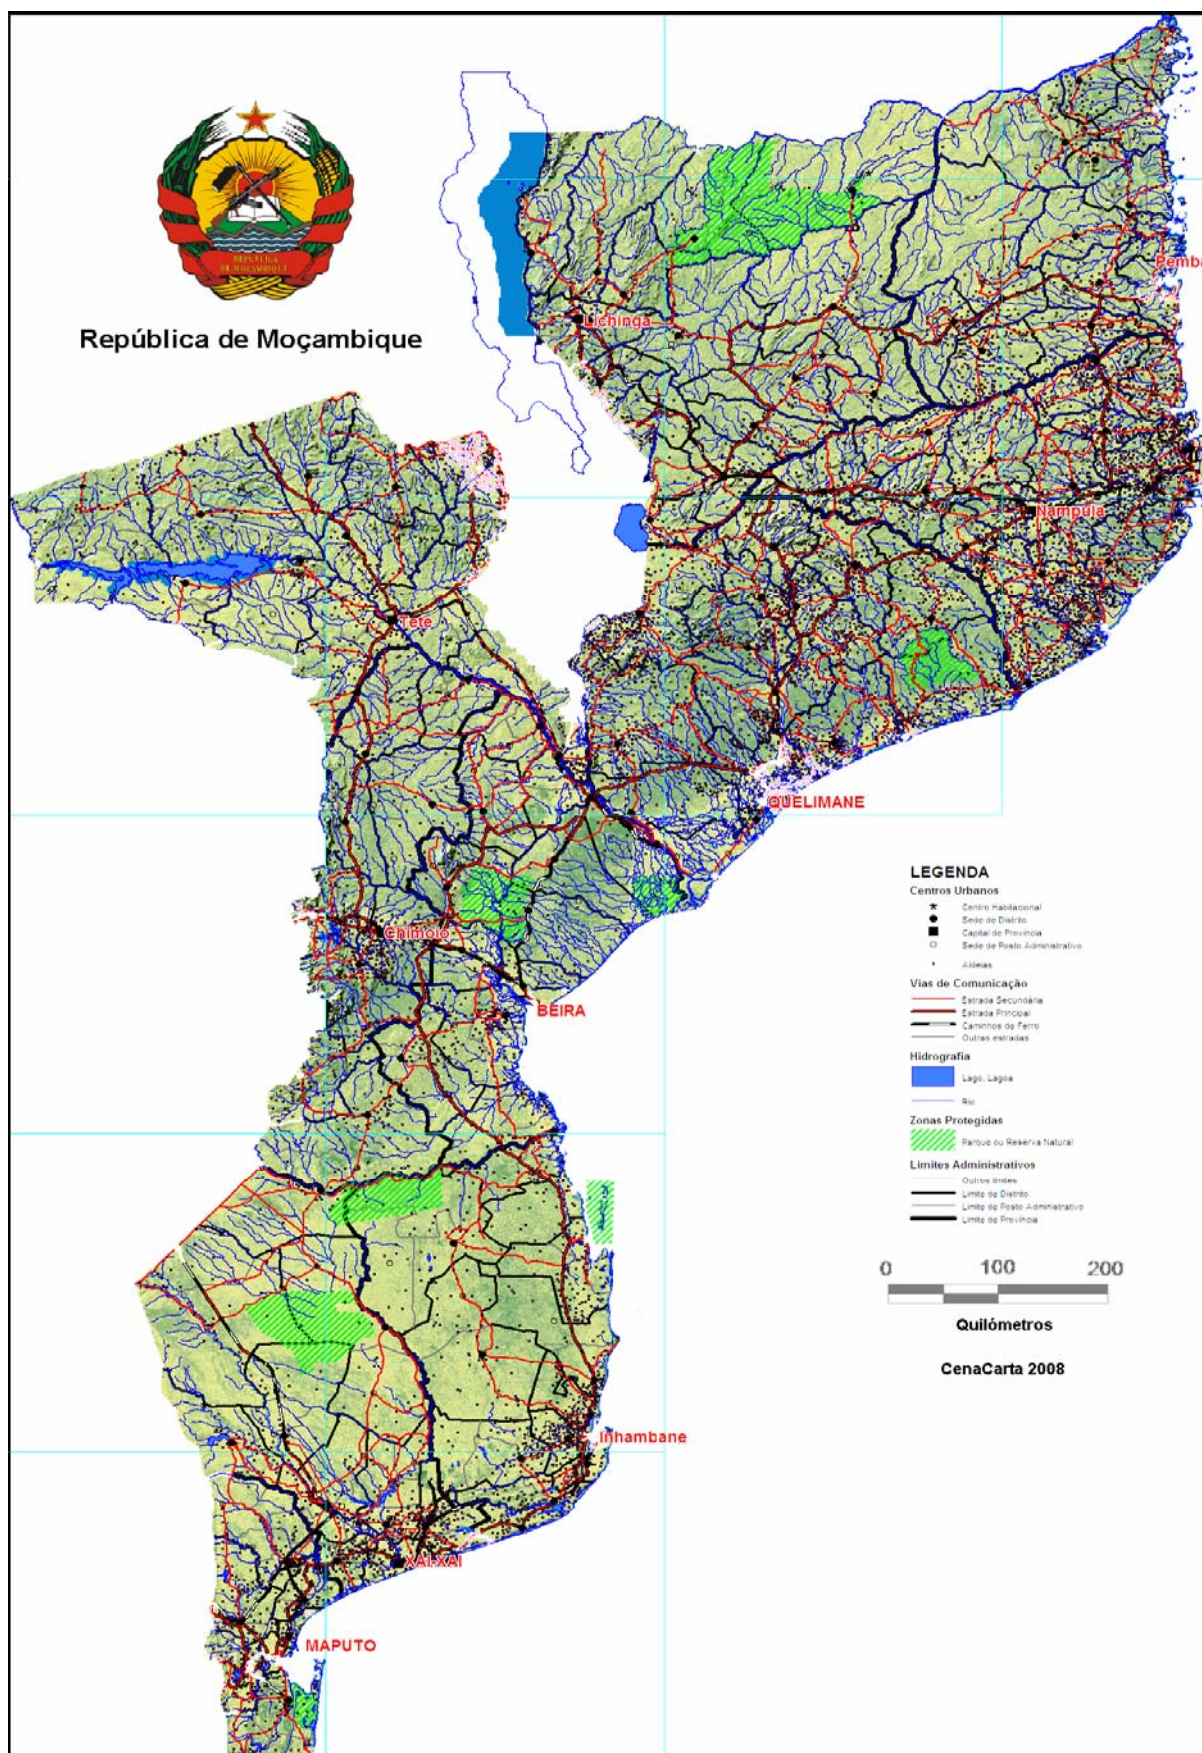 REPÚBLICA
DE MOÇAMBIQUE
República de Moçambique
Pemba
Lichinga
Nampula
Tete
QUELIMANE
Chimoio
BEIRA
Inhambane
XAI-XAI
MAPUTO
LEGENDA
Centros Urbanos
Centro Habitacional
Sede de Distrito
Capital de Província
Sede de Posto Administrativo
Aldeias
Vias de Comunicação
Estrada Secundária
Estrada Principal
Caminhos de Ferro
Outras estradas
Hidrografia
Lago, Lagoa
Rio
Zonas Protegidas
Parque ou Reserva Natural
Limites Administrativos
Outros limites
Limite de Distrito
Limite de Posto Administrativo
Limite de Província
0 100 200
Quilómetros
CenaCarta 2008